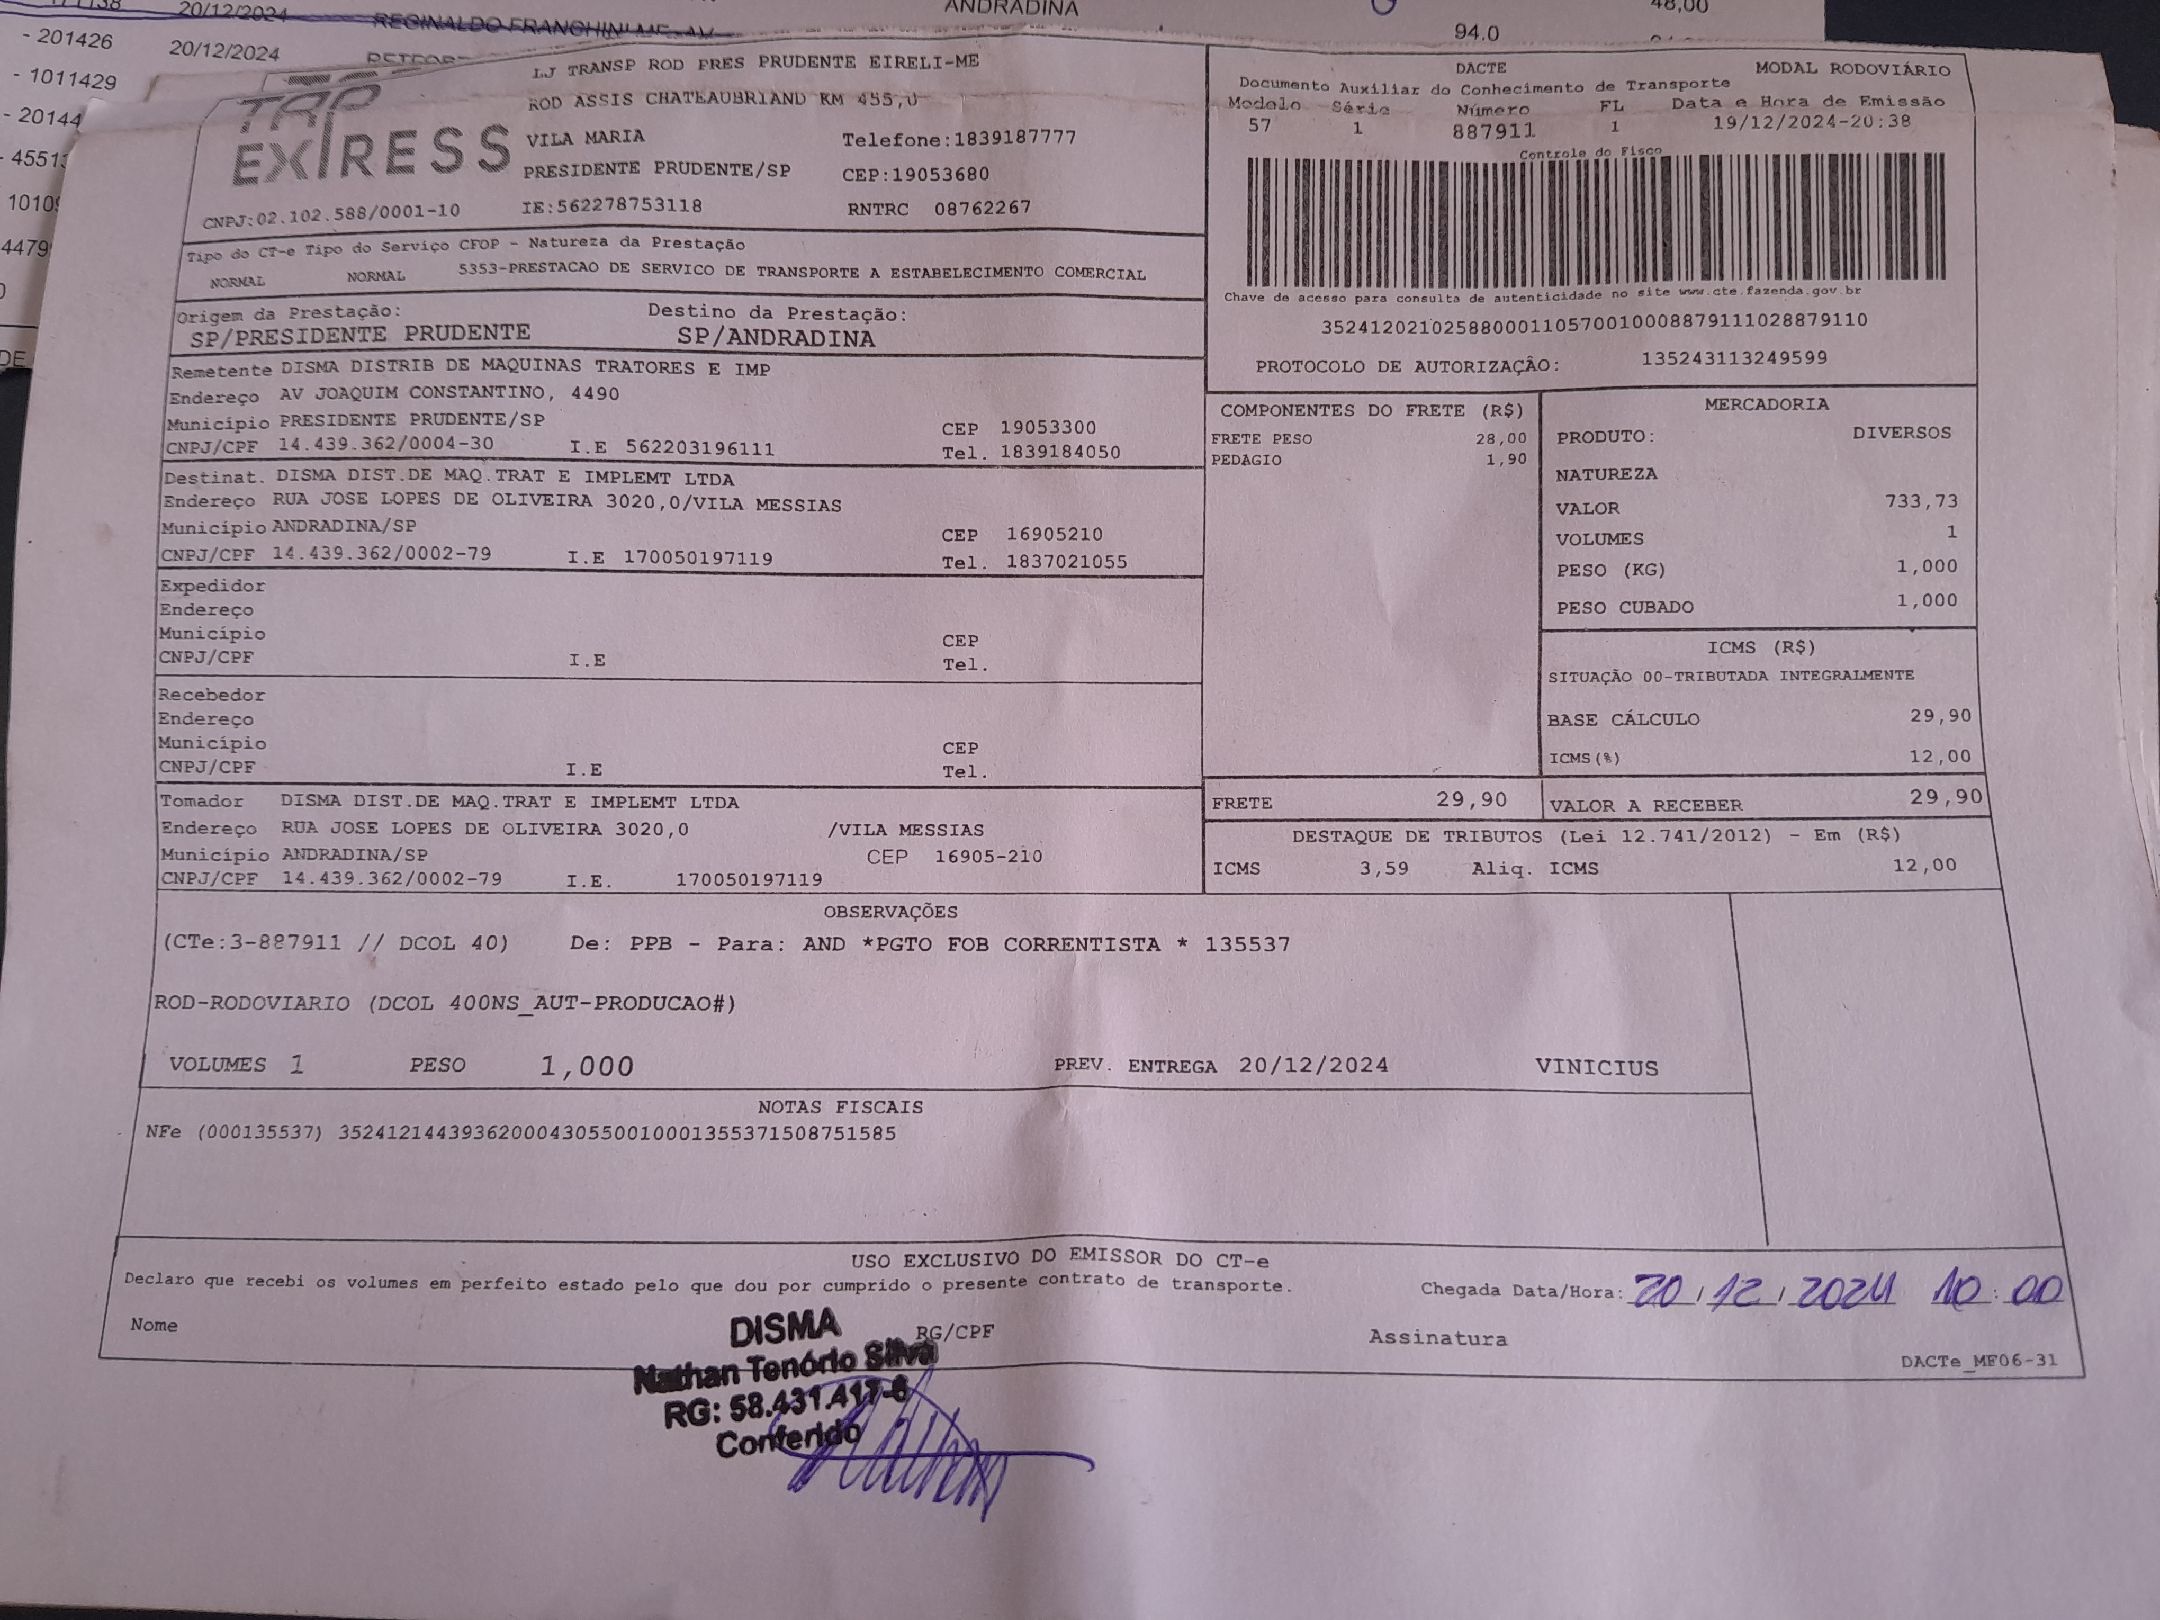 20/12/2024 REGINALDO FRANCHINI ME ANDRADINA 48,00
- 201426 20/12/2024 94.0
- 1011429
- 20144
- 4551
1010
4479
DE
TAP
EXPRESS
CNPJ:02.102.588/0001-10
LJ TRANSP ROD PRES PRUDENTE EIRELI-ME
ROD ASSIS CHATEAUBRIAND KM 455,0
VILA MARIA Telefone:1839187777
PRESIDENTE PRUDENTE/SP CEP:19053680
IE:562278753118 RNTRC 08762267
DACTE MODAL RODOVIÁRIO
Documento Auxiliar do Conhecimento de Transporte
Modelo Série Número FL Data e Hora de Emissão
57 1 887911 1 19/12/2024-20:38
Controle do Fisco
Chave de acesso para consulta de autenticidade no site www.cte.fazenda.gov.br
35241202102588000110570010008879111028879110
PROTOCOLO DE AUTORIZAÇÃO: 135243113249599
Tipo do CT-e Tipo do Serviço CFOP - Natureza da Prestação
NORMAL NORMAL 5353-PRESTACAO DE SERVICO DE TRANSPORTE A ESTABELECIMENTO COMERCIAL
Origem da Prestação: Destino da Prestação:
SP/PRESIDENTE PRUDENTE SP/ANDRADINA
Remetente DISMA DISTRIB DE MAQUINAS TRATORES E IMP
Endereço AV JOAQUIM CONSTANTINO, 4490
Município PRESIDENTE PRUDENTE/SP CEP 19053300
CNPJ/CPF 14.439.362/0004-30 I.E 562203196111 Tel. 1839184050
Destinat. DISMA DIST.DE MAQ.TRAT E IMPLEMT LTDA
Endereço RUA JOSE LOPES DE OLIVEIRA 3020,0/VILA MESSIAS
Município ANDRADINA/SP CEP 16905210
CNPJ/CPF 14.439.362/0002-79 I.E 170050197119 Tel. 1837021055
Expedidor
Endereço
Município CEP
CNPJ/CPF I.E Tel.
Recebedor
Endereço
Município CEP
CNPJ/CPF I.E Tel.
Tomador DISMA DIST.DE MAQ.TRAT E IMPLEMT LTDA
Endereço RUA JOSE LOPES DE OLIVEIRA 3020,0 /VILA MESSIAS
Município ANDRADINA/SP CEP 16905-210
CNPJ/CPF 14.439.362/0002-79 I.E. 170050197119
COMPONENTES DO FRETE (R$)
FRETE PESO 28,00
PEDAGIO 1,90
MERCADORIA
PRODUTO: DIVERSOS
NATUREZA
VALOR 733,73
VOLUMES 1
PESO (KG) 1,000
PESO CUBADO 1,000
ICMS (R$)
SITUAÇÃO 00-TRIBUTADA INTEGRALMENTE
BASE CÁLCULO 29,90
ICMS(%) 12,00
FRETE 29,90 VALOR A RECEBER 29,90
DESTAQUE DE TRIBUTOS (Lei 12.741/2012) - Em (R$)
ICMS 3,59 Aliq. ICMS 12,00
OBSERVAÇÕES
(CTe:3-887911 // DCOL 40) De: PPB - Para: AND *PGTO FOB CORRENTISTA * 135537
ROD-RODOVIARIO (DCOL 400NS_AUT-PRODUCAO#)
VOLUMES 1 PESO 1,000 PREV. ENTREGA 20/12/2024 VINICIUS
NOTAS FISCAIS
NFe (000135537) 35241214439362000430550010001355371508751585
USO EXCLUSIVO DO EMISSOR DO CT-e
Declaro que recebi os volumes em perfeito estado pelo que dou por cumprido o presente contrato de transporte. Chegada Data/Hora: 20/12/2024 10:00
Nome RG/CPF Assinatura
DACTe_MF06-31
DISMA
Nathan Tenório Silva
RG: 58.431.417-6
Conferido